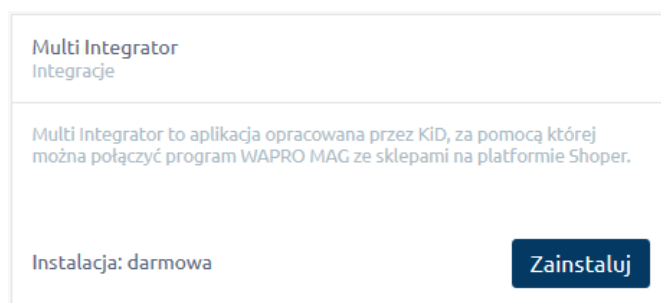 Multi Integrator
Integracje
Multi Integrator to aplikacja opracowana przez KiD, za pomocą której
można połączyć program WAPRO MAG ze sklepami na platformie Shoper.
Instalacja: darmowa
Zainstaluj